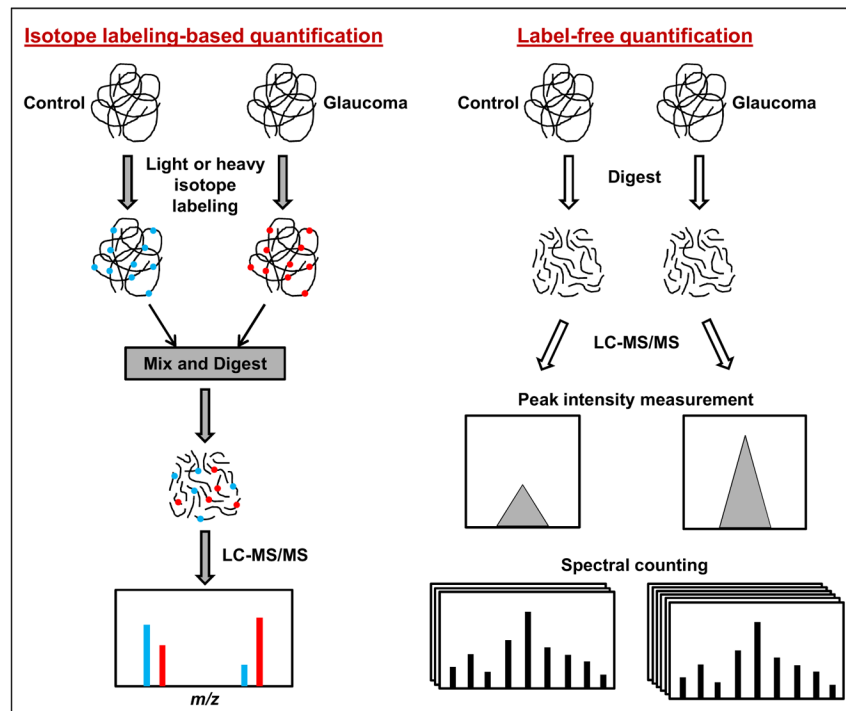 Isotope labeling-based quantification
Control
Glaucoma
Light or heavy
isotope
labeling
Mix and Digest
LC-MS/MS
m/z
Label-free quantification
Control
Glaucoma
Digest
LC-MS/MS
Peak intensity measurement
Spectral counting